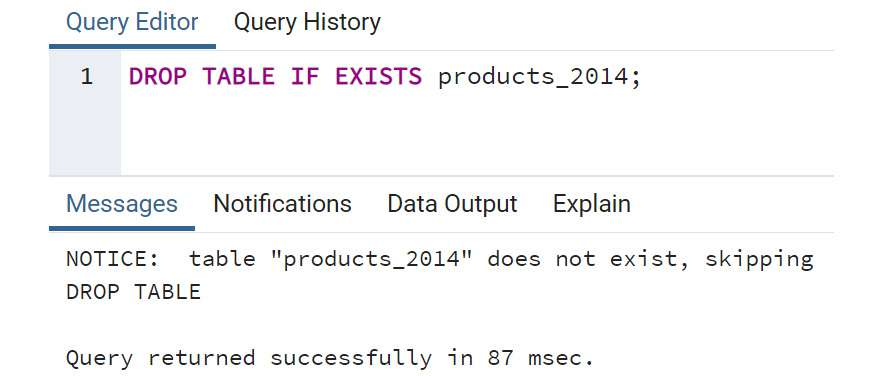 Query Editor Query History
1 DROP TABLE IF EXISTS products_2014;
Messages Notifications Data Output Explain
NOTICE:  table "products_2014" does not exist, skipping
DROP TABLE
Query returned successfully in 87 msec.